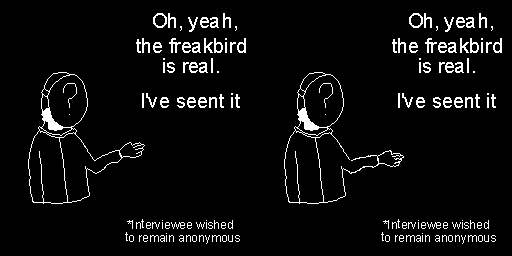 Oh, yeah,
the freakbird
is real.
I've seent it
*Interviewee wished
to remain anonymous
Oh, yeah,
the freakbird
is real.
I've seent it
*Interviewee wished
to remain anonymous